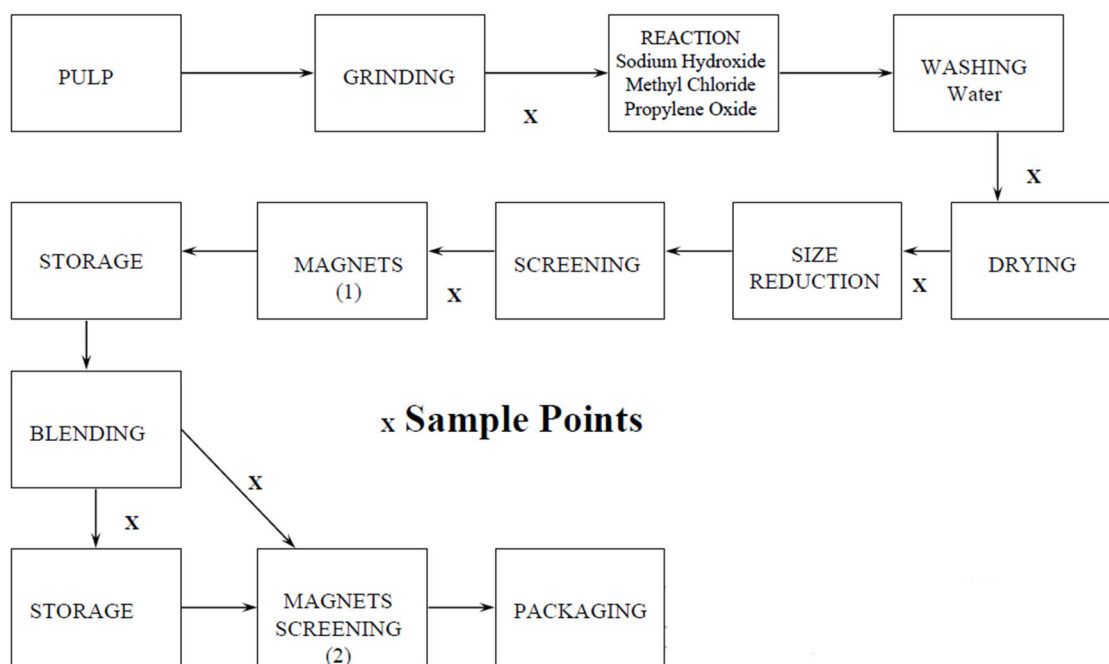 PULP
GRINDING
REACTION
Sodium Hydroxide
Methyl Chloride
Propylene Oxide
WASHING
Water
X
X
STORAGE
MAGNETS
(1)
SCREENING
SIZE
REDUCTION
DRYING
X
X
BLENDING
x Sample Points
X
X
STORAGE
MAGNETS
SCREENING
(2)
PACKAGING